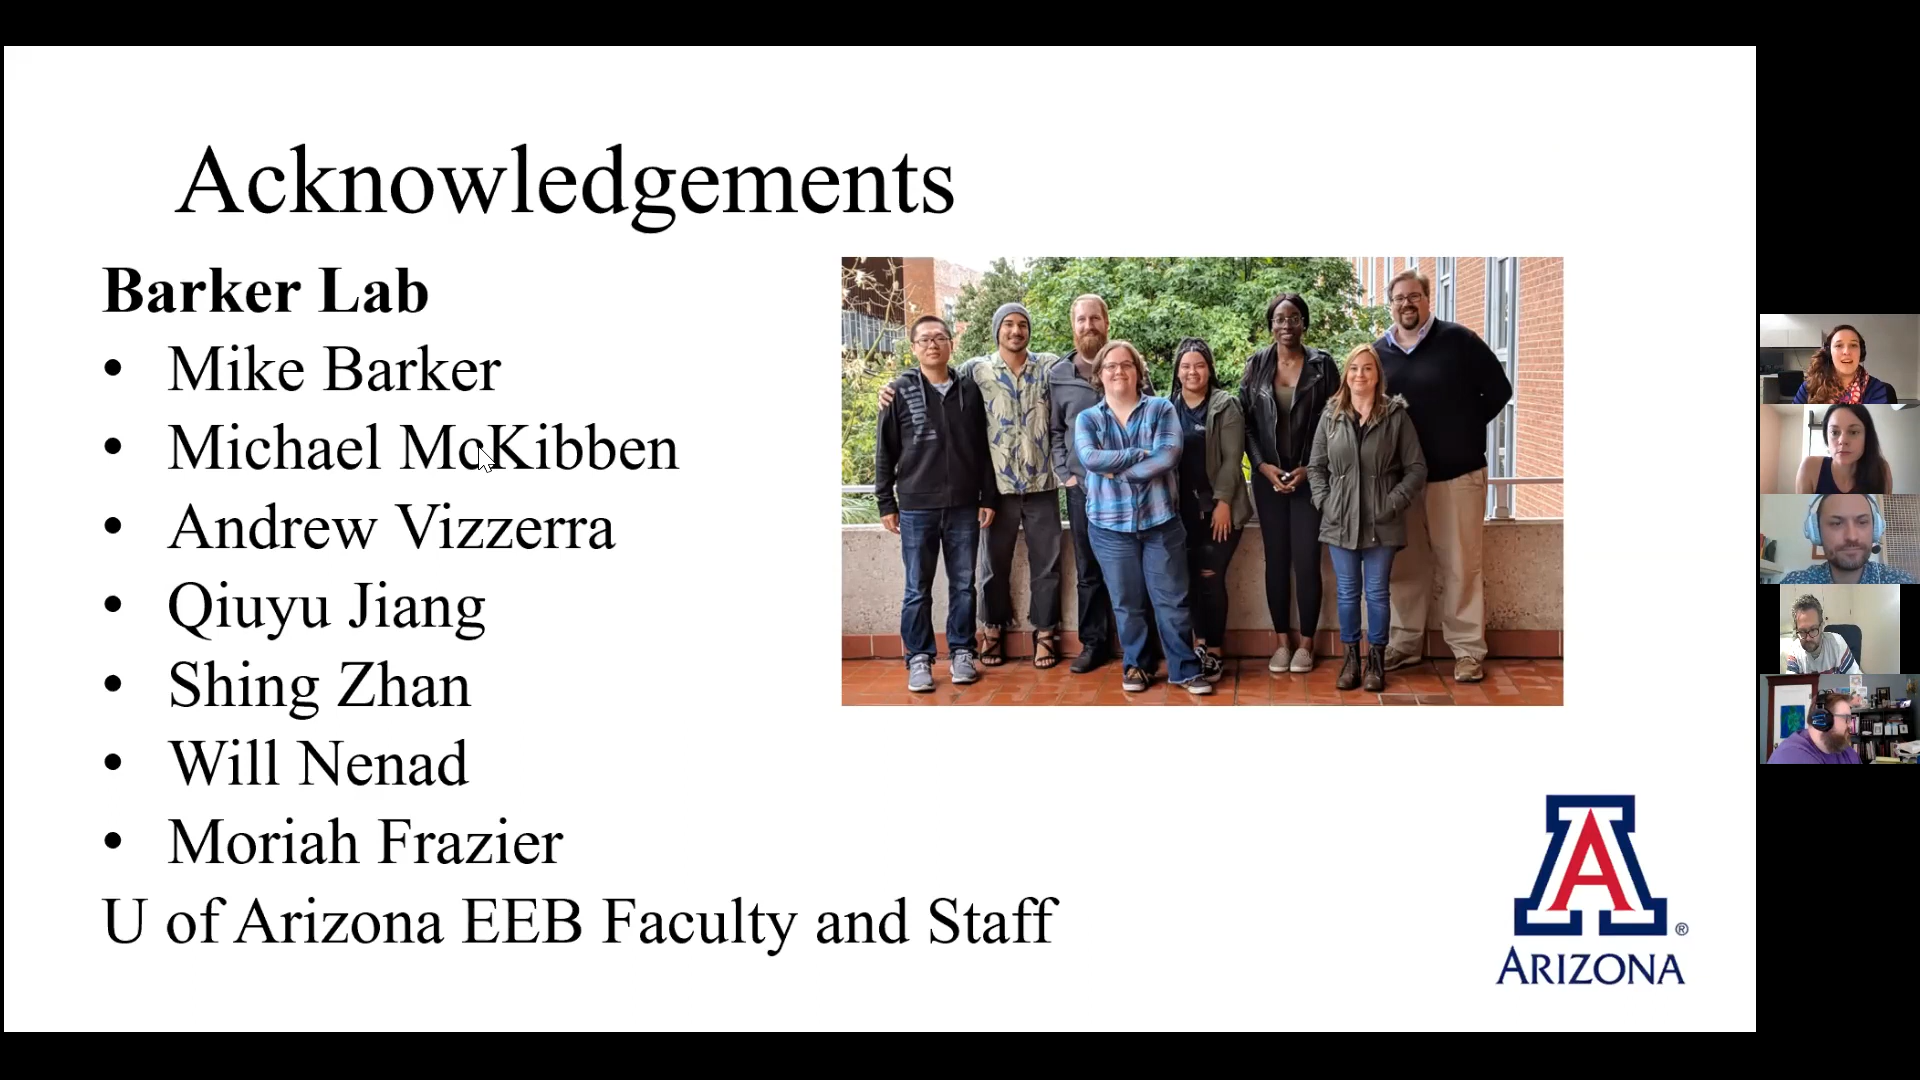 Acknowledgements
Barker Lab
• Mike Barker
• Michael McKibben
• Andrew Vizzerra
• Qiuyu Jiang
• Shing Zhan
• Will Nenad
• Moriah Frazier
U of Arizona EEB Faculty and Staff
A®
ARIZONA